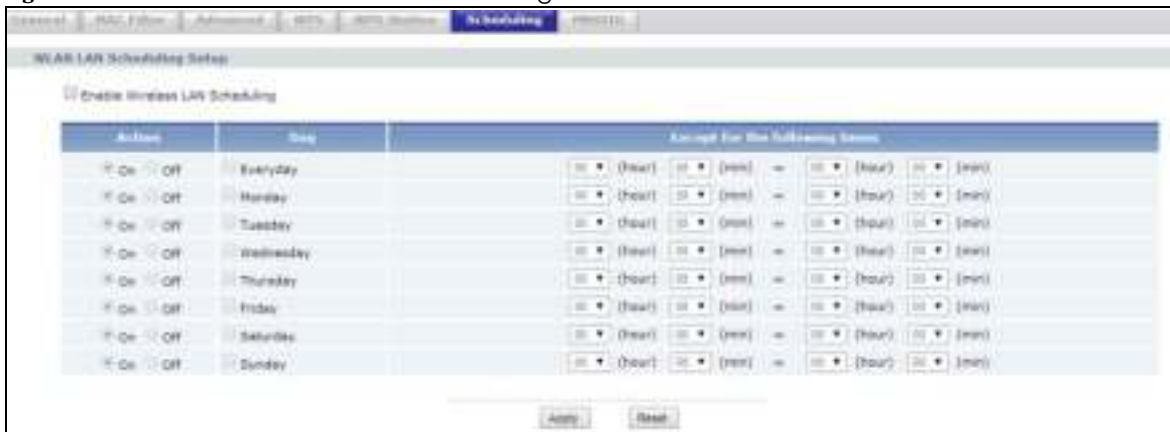 General MAC Filter Advanced WPS WPS Station Scheduling
WLAN LAN Scheduling Setup
Enable Wireless LAN Scheduling
Action Day Except for the following times
On Off Everyday (hour) (min) (hour) (min)
On Off Monday (hour) (min) (hour) (min)
On Off Tuesday (hour) (min) (hour) (min)
On Off Wednesday (hour) (min) (hour) (min)
On Off Thursday (hour) (min) (hour) (min)
On Off Friday (hour) (min) (hour) (min)
On Off Saturday (hour) (min) (hour) (min)
On Off Sunday (hour) (min) (hour) (min)
Apply Reset